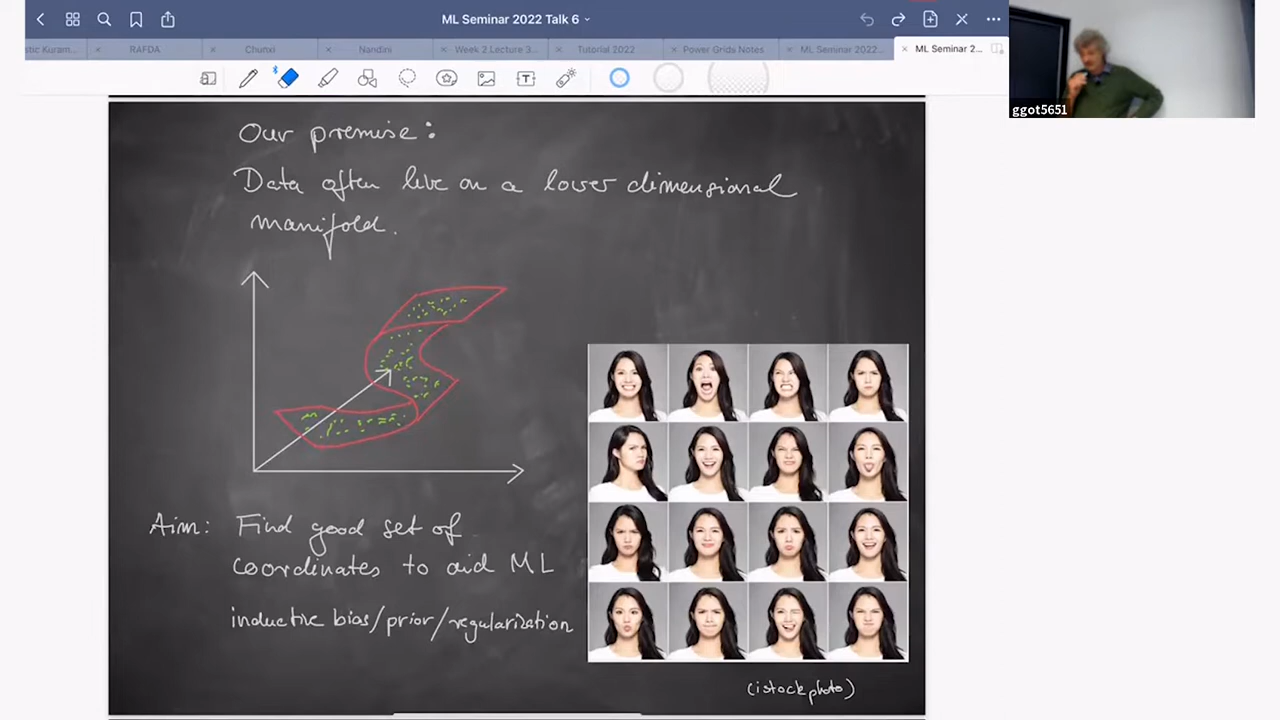 ML Seminar 2022 Talk 6
stic Kuram...
RAFDA
Chunxi
Nandini
Week 2 Lecture 3...
Tutorial 2022
Power Grids Notes
ML Seminar 2022...
ML Seminar 2...
ggot5651
Our premise:
Data often live on a lower dimensional
manifold.
Aim: Find good set of
coordinates to aid ML
inductive bias/prior/regularization
(istockphoto)